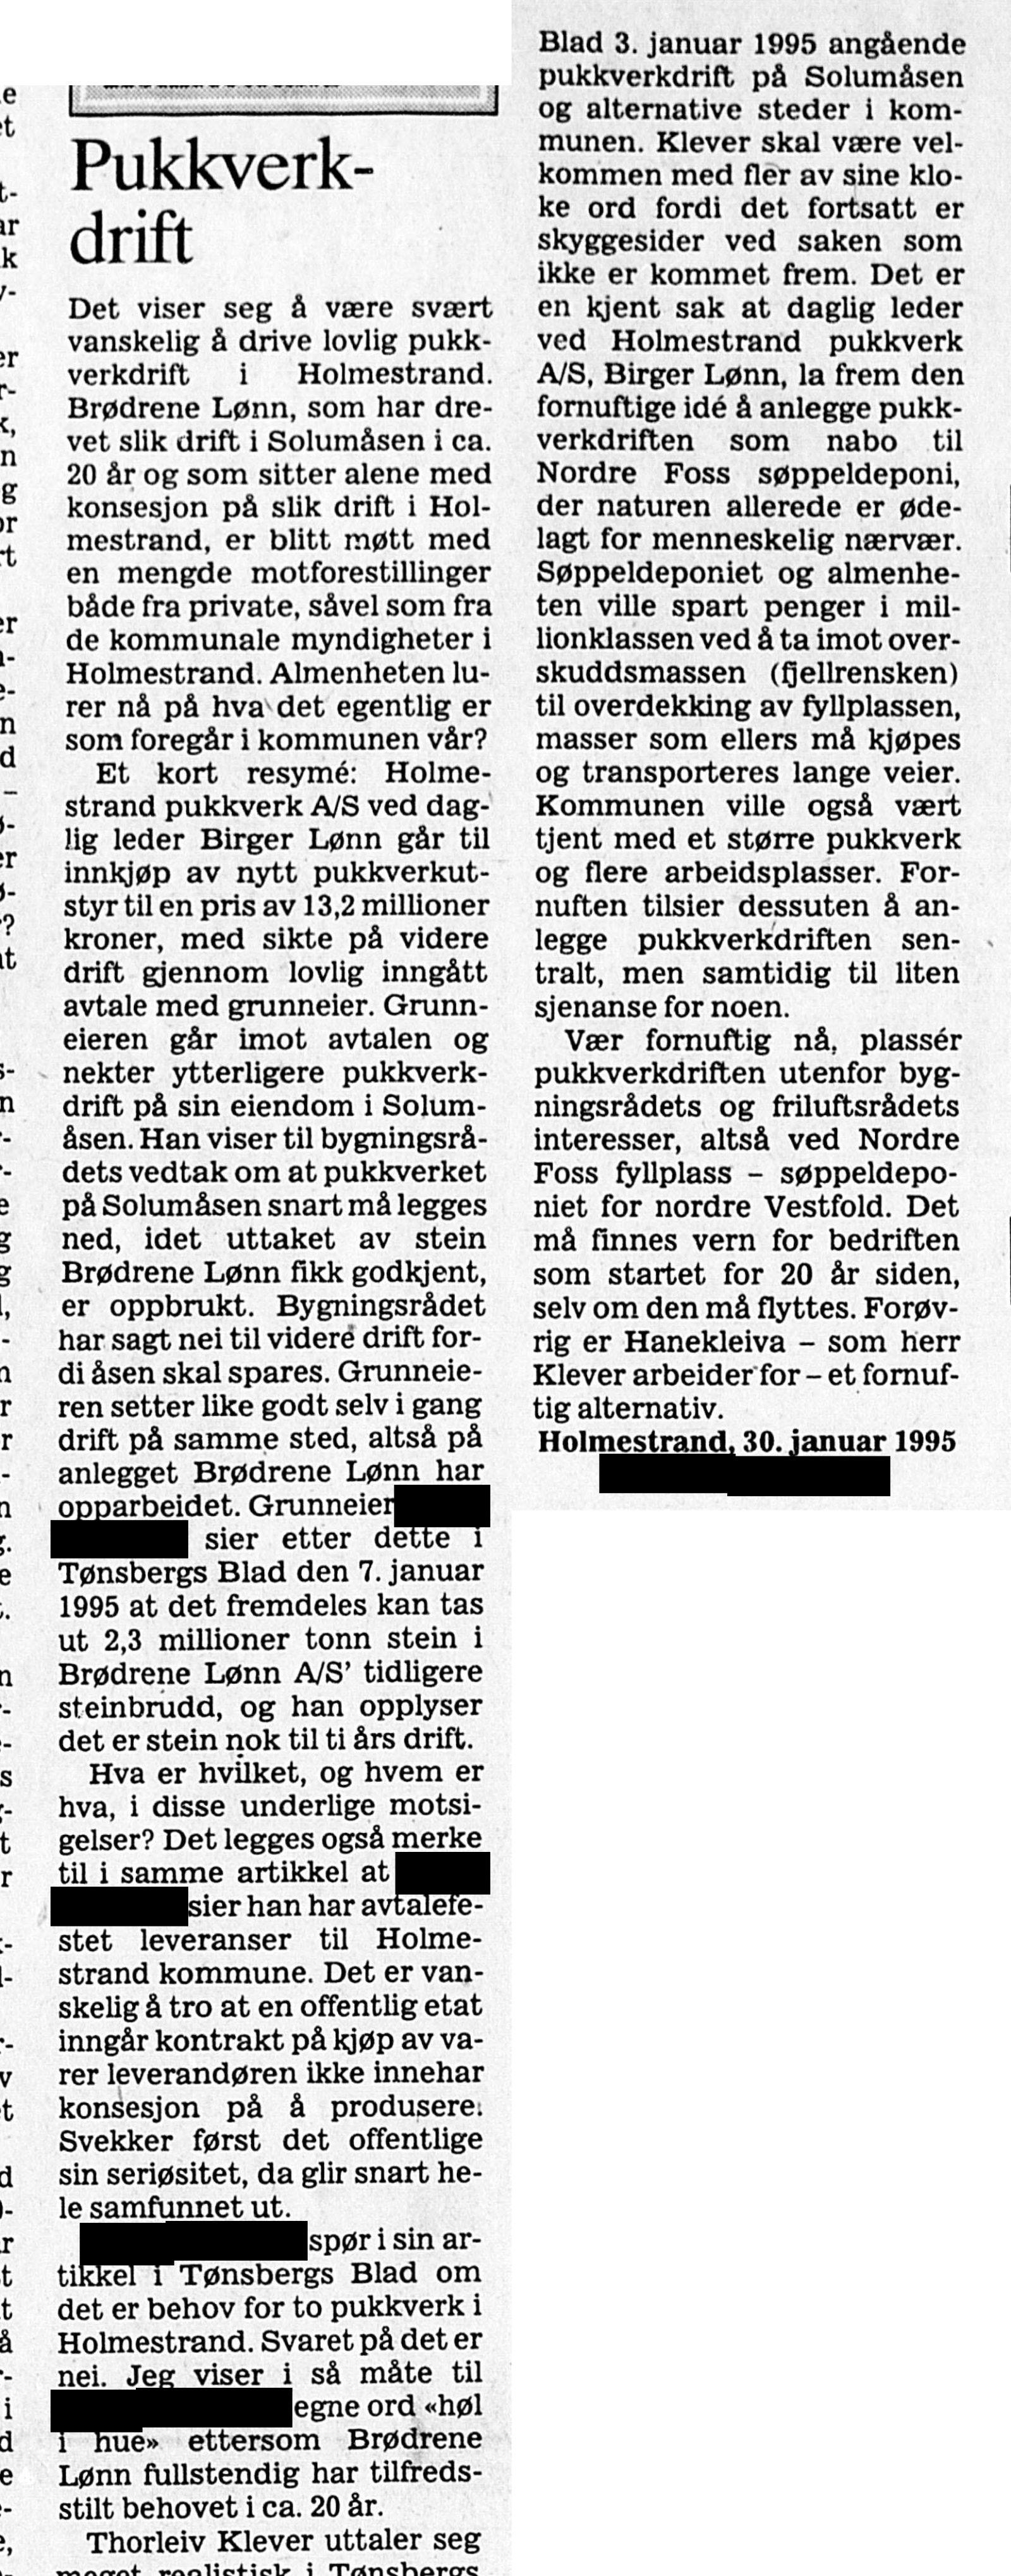 Pukkverk-
drift
Det viser seg å være svært
vanskelig å drive lovlig pukk-
verkdrift i Holmestrand.
Brødrene Lønn, som har dre-
vet slik drift i Solumåsen i ca.
20 år og som sitter alene med
konsesjon på slik drift i Hol-
mestrand, er blitt møtt med
en mengde motforestillinger
både fra private, såvel som fra
de kommunale myndigheter i
Holmestrand. Almenheten lu-
rer nå på hva det egentlig er
som foregår i kommunen vår?
Et kort resymé: Holme-
strand pukkverk A/S ved dag-
lig leder Birger Lønn går til
innkjøp av nytt pukkverkut-
styr til en pris av 13,2 millioner
kroner, med sikte på videre
drift gjennom lovlig inngått
avtale med grunneier. Grunn-
eieren går imot avtalen og
nekter ytterligere pukkverk-
drift på sin eiendom i Solum-
åsen. Han viser til bygningsrå-
dets vedtak om at pukkverket
på Solumåsen snart må legges
ned, idet uttaket av stein
Brødrene Lønn fikk godkjent,
er oppbrukt. Bygningsrådet
har sagt nei til videre drift for-
di åsen skal spares. Grunneie-
ren setter like godt selv i gang
drift på samme sted, altså på
anlegget Brødrene Lønn har
opparbeidet. Grunneier
sier etter dette i
Tønsbergs Blad den 7. januar
1995 at det fremdeles kan tas
ut 2,3 millioner tonn stein i
Brødrene Lønn A/S' tidligere
steinbrudd, og han opplyser
det er stein nok til ti års drift.
Hva er hvilket, og hvem er
hva, i disse underlige motsi-
gelser? Det legges også merke
til i samme artikkel at
sier han har avtalefe-
stet leveranser til Holme-
strand kommune. Det er van-
skelig å tro at en offentlig etat
inngår kontrakt på kjøp av va-
rer leverandøren ikke innehar
konsesjon på å produsere.
Svekker først det offentlige
sin seriøsitet, da glir snart he-
le samfunnet ut.
spør i sin ar-
tikkel i Tønsbergs Blad om
det er behov for to pukkverk i
Holmestrand. Svaret på det er
nei. Jeg viser i så måte til
egne ord «høl
i hue» ettersom Brødrene
Lønn fullstendig har tilfreds-
stilt behovet i ca. 20 år.
Thorleiv Klever uttaler seg
meget realistisk i Tønsbergs
Blad 3. januar 1995 angående
pukkverkdrift på Solumåsen
og alternative steder i kom-
munen. Klever skal være vel-
kommen med fler av sine klo-
ke ord fordi det fortsatt er
skyggesider ved saken som
ikke er kommet frem. Det er
en kjent sak at daglig leder
ved Holmestrand pukkverk
A/S, Birger Lønn, la frem den
fornuftige idé å anlegge pukk-
verkdriften som nabo til
Nordre Foss søppeldeponi,
der naturen allerede er øde-
lagt for menneskelig nærvær.
Søppeldeponiet og almenhe-
ten ville spart penger i mil-
lionklassen ved å ta imot over-
skuddsmassen (fjellrensken)
til overdekking av fyllplassen,
masser som ellers må kjøpes
og transporteres lange veier.
Kommunen ville også vært
tjent med et større pukkverk
og flere arbeidsplasser. For-
nuften tilsier dessuten å an-
legge pukkverkdriften sen-
tralt, men samtidig til liten
sjenanse for noen.
Vær fornuftig nå, plassér
pukkverkdriften utenfor byg-
ningsrådets og friluftsrådets
interesser, altså ved Nordre
Foss fyllplass – søppeldepo-
niet for nordre Vestfold. Det
må finnes vern for bedriften
som startet for 20 år siden,
selv om den må flyttes. Forøv-
rig er Hanekleiva – som herr
Klever arbeider for – et fornuf-
tig alternativ.
Holmestrand, 30. januar 1995